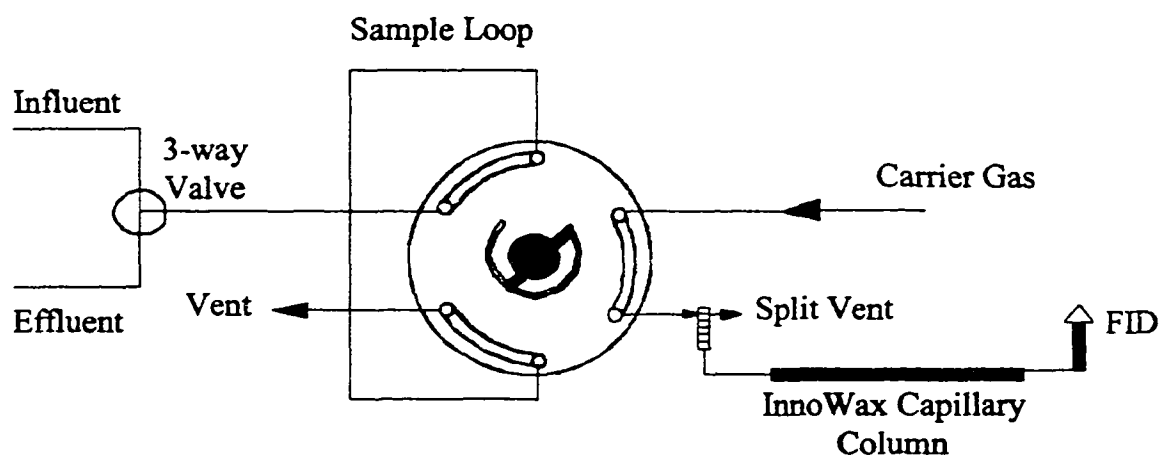 Sample Loop
Influent
3-way
Valve
Carrier Gas
Effluent
Vent
Split Vent
FID
InnoWax Capillary
Column